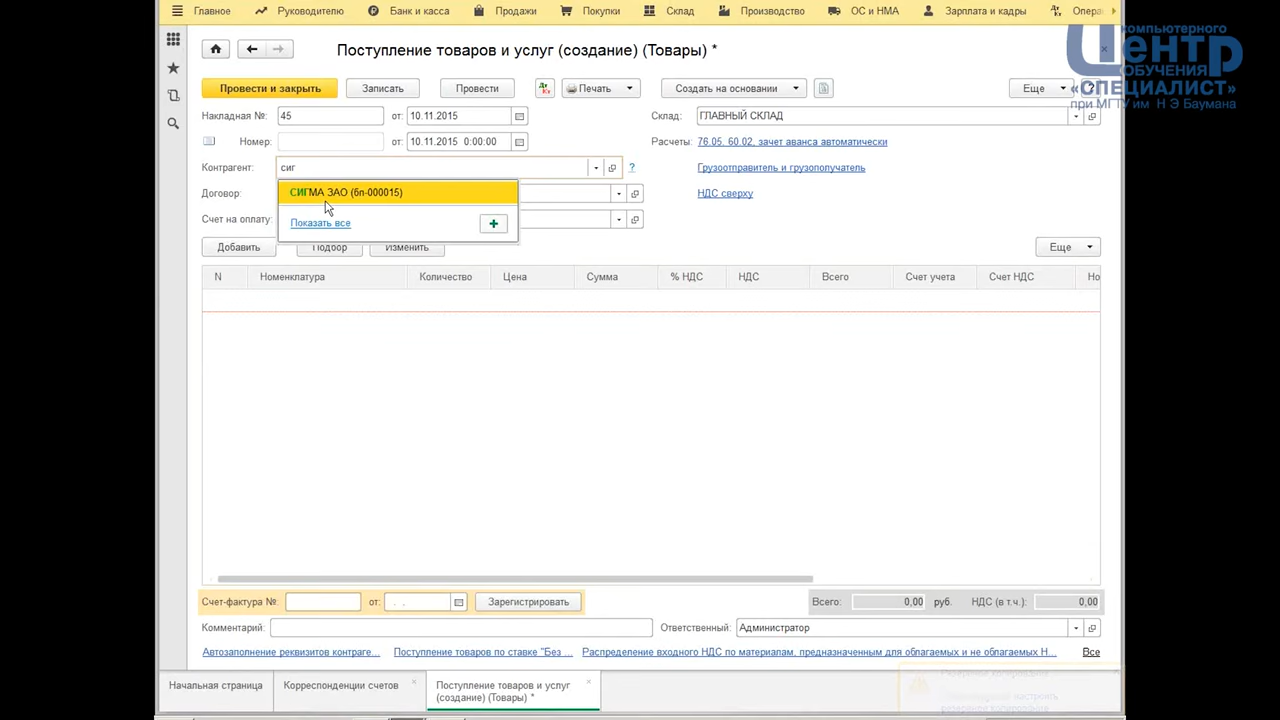 Главное Руководителю Банк и касса Продажи Покупки Склад Производство ОС и НМА Зарплата и кадры Опера
компьютерного
Центр
ОБУЧЕНИЯ
«СПЕЦИАЛИСТ»
при МГТУ им Н Э Баумана
Поступление товаров и услуг (создание) (Товары) *
Провести и закрыть Записать Провести Дт Кт Печать Создать на основании Еще
Накладная №: 45 от: 10.11.2015 Склад: ГЛАВНЫЙ СКЛАД
Номер: от: 10.11.2015 0:00:00 Расчеты: 76.05, 60.02, зачет аванса автоматически
Контрагент: сиг ? Грузоотправитель и грузополучатель
Договор: СИГМА ЗАО (бп-000015) НДС сверху
Счет на оплату: Показать все +
Добавить Подбор Изменить Еще
N Номенклатура Количество Цена Сумма % НДС НДС Всего Счет учета Счет НДС Но
Счет-фактура №: от: . . Зарегистрировать Всего: 0,00 руб. НДС (в т.ч.): 0,00
Комментарий: Ответственный: Администратор
Автозаполнение реквизитов контраге... Поступление товаров по ставке "Без ... Распределение входного НДС по материалам, предназначенным для облагаемых и не облагаемых Н... Все
Начальная страница Корреспонденции счетов Поступление товаров и услуг
(создание) (Товары) *